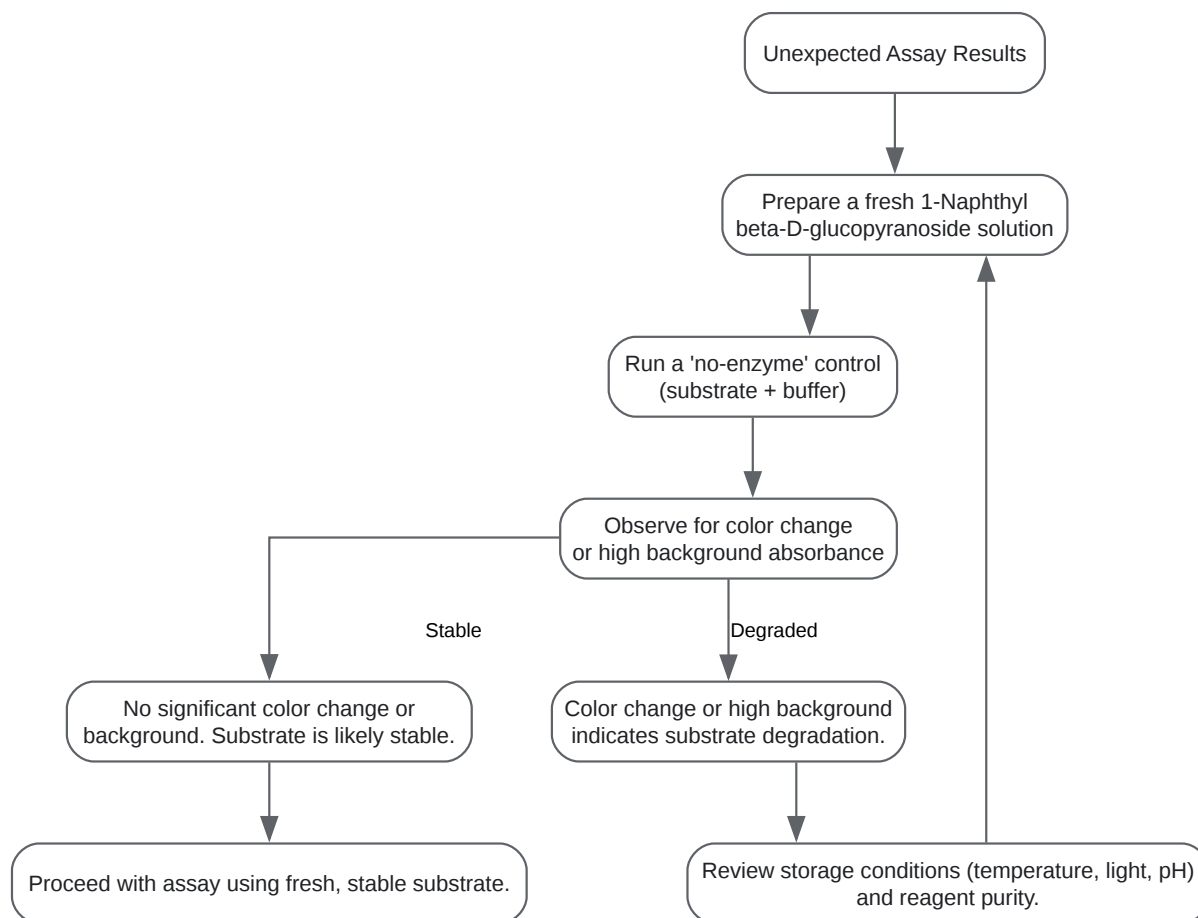 Unexpected Assay Results
Prepare a fresh 1-Naphthyl
beta-D-glucopyranoside solution
Run a 'no-enzyme' control
(substrate + buffer)
Observe for color change
or high background absorbance
Stable
Degraded
No significant color change or
background. Substrate is likely stable.
Color change or high background
indicates substrate degradation.
Proceed with assay using fresh, stable substrate.
Review storage conditions (temperature, light, pH)
and reagent purity.